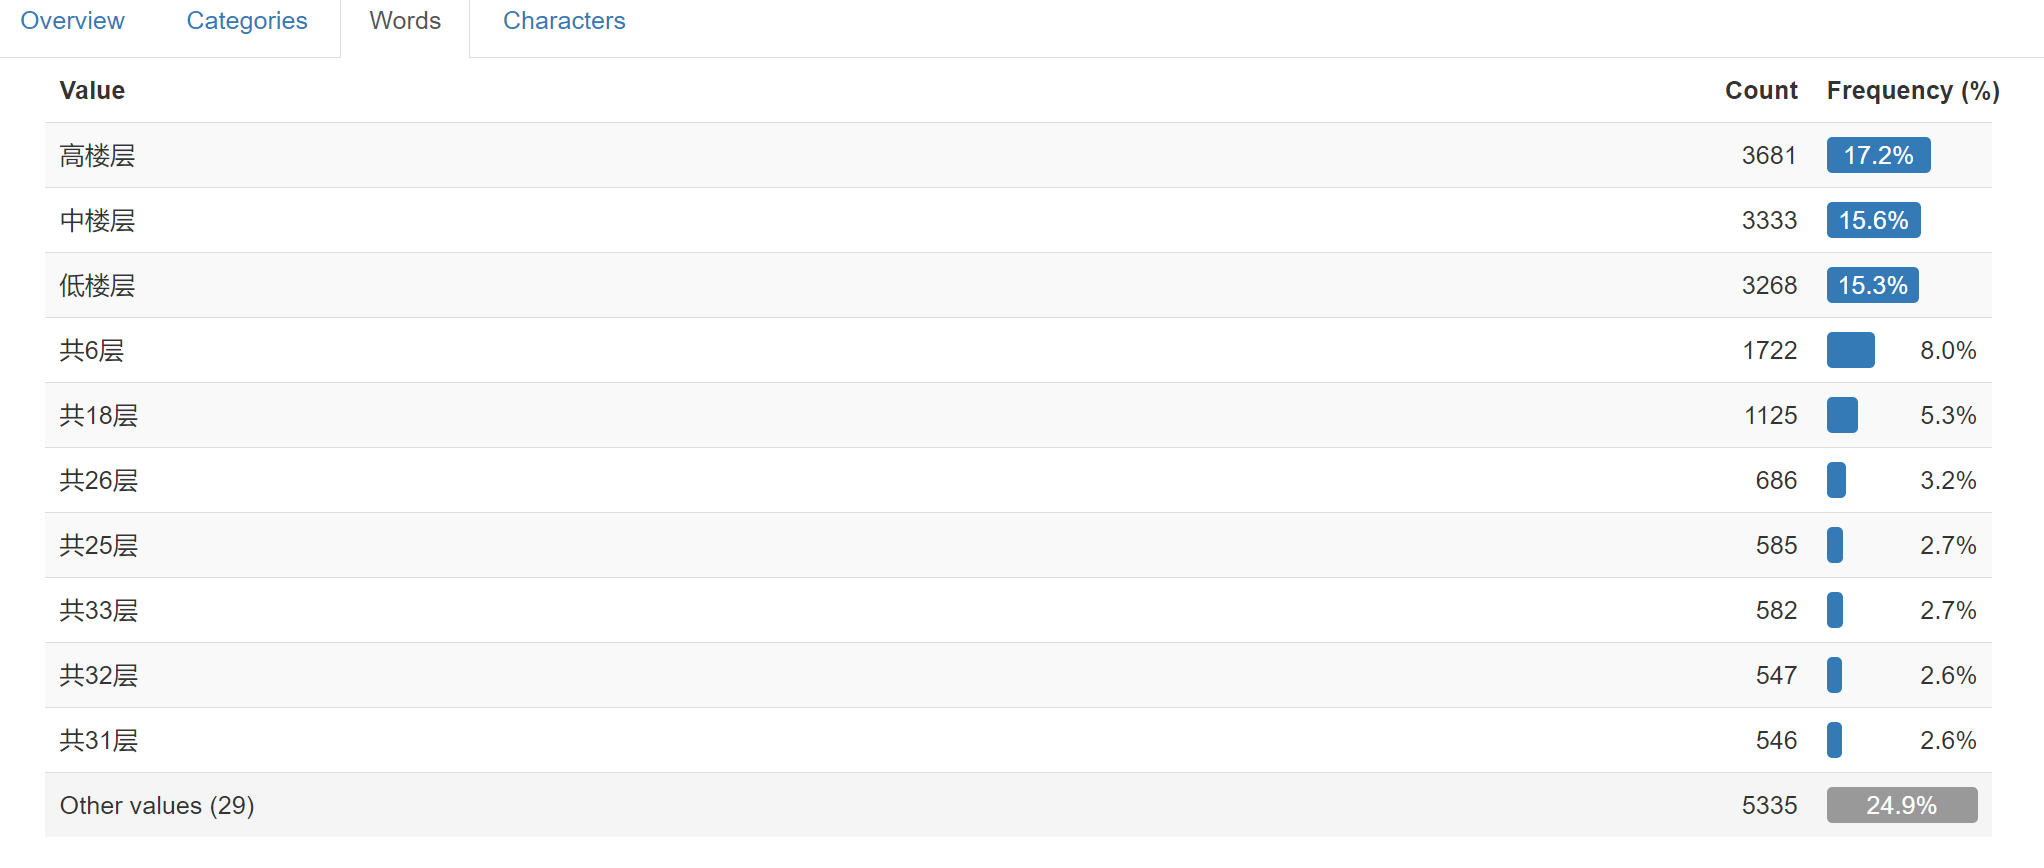 Overview Categories Words Characters
Value Count Frequency (%)
高楼层 3681 17.2%
中楼层 3333 15.6%
低楼层 3268 15.3%
共6层 1722 8.0%
共18层 1125 5.3%
共26层 686 3.2%
共25层 585 2.7%
共33层 582 2.7%
共32层 547 2.6%
共31层 546 2.6%
Other values (29) 5335 24.9%